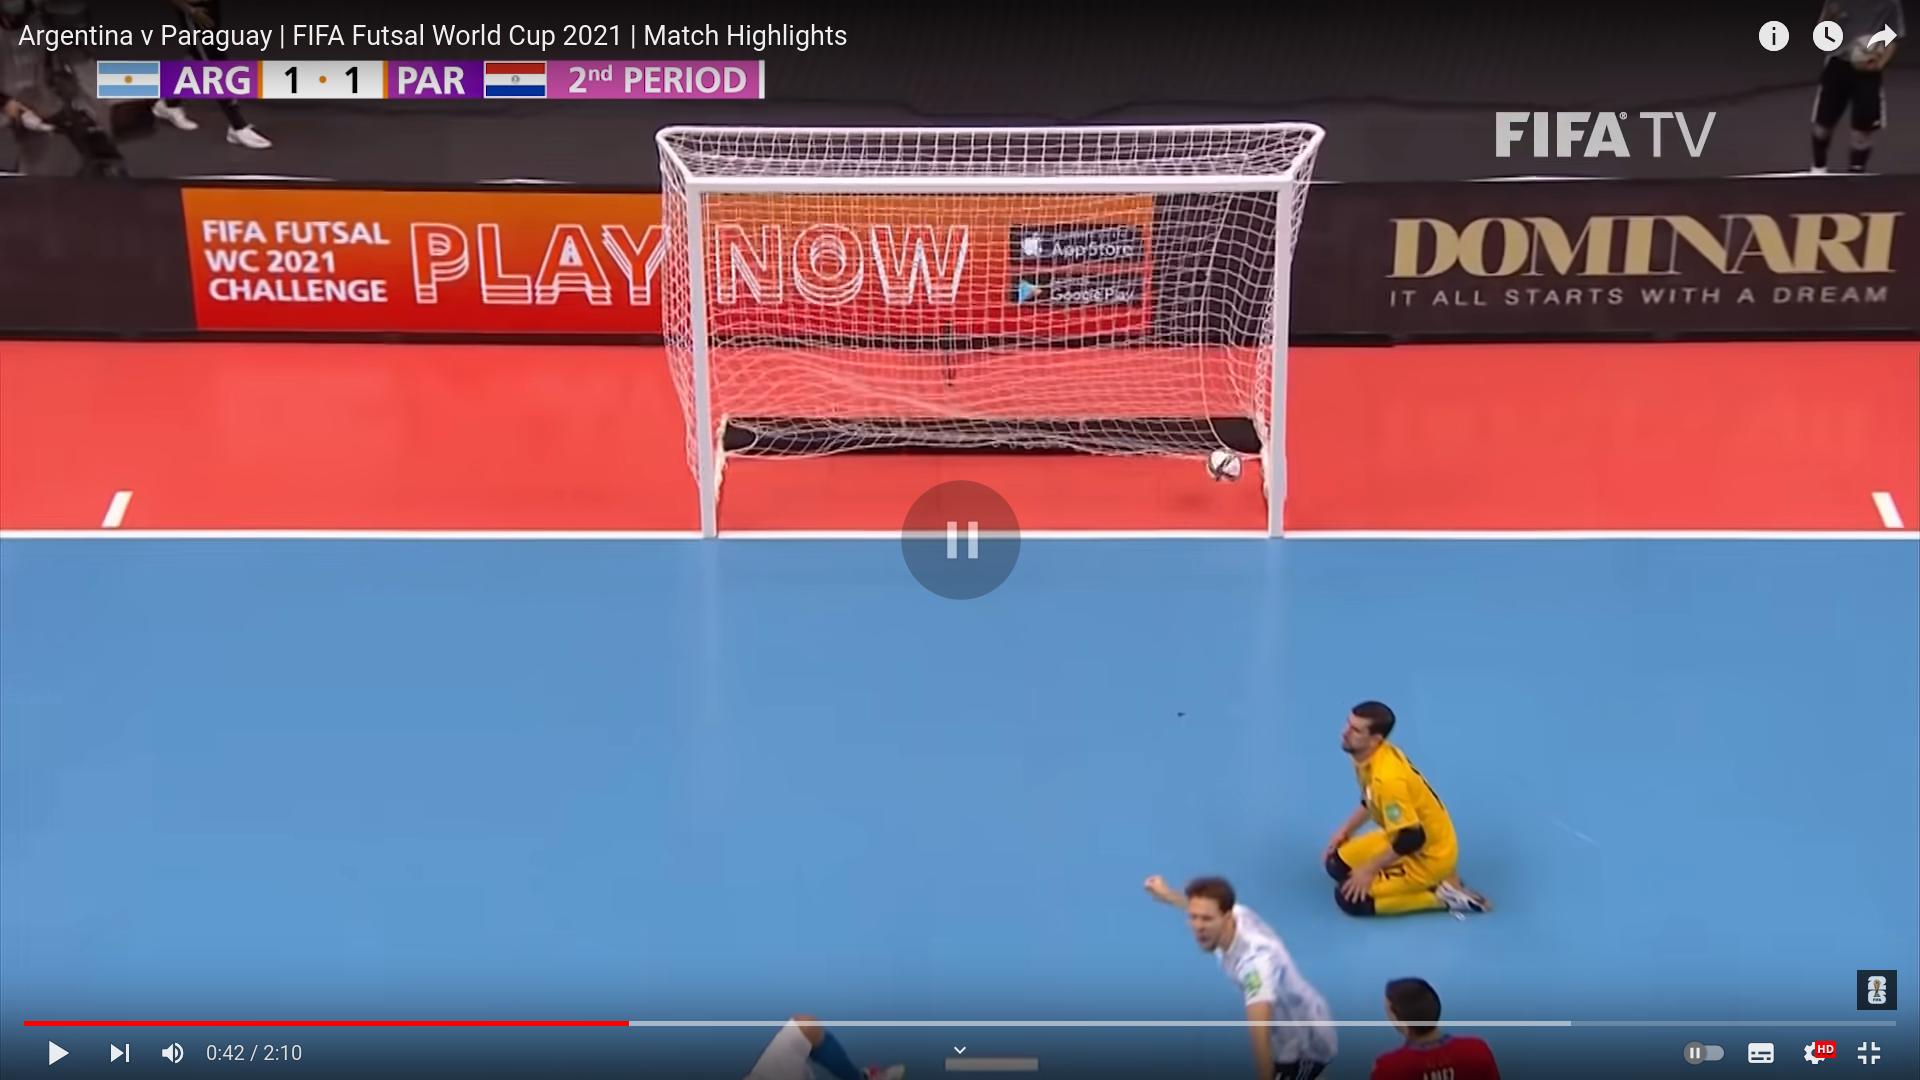 Argentina v Paraguay | FIFA Futsal World Cup 2021 | Match Highlights
ARG 1 • 1 PAR 2nd PERIOD
FIFA® TV
FIFA FUTSAL
WC 2021
CHALLENGE
PLAY NOW
App Store
Google Play
DOMINARI
IT ALL STARTS WITH A DREAM
0:42 / 2:10
HD